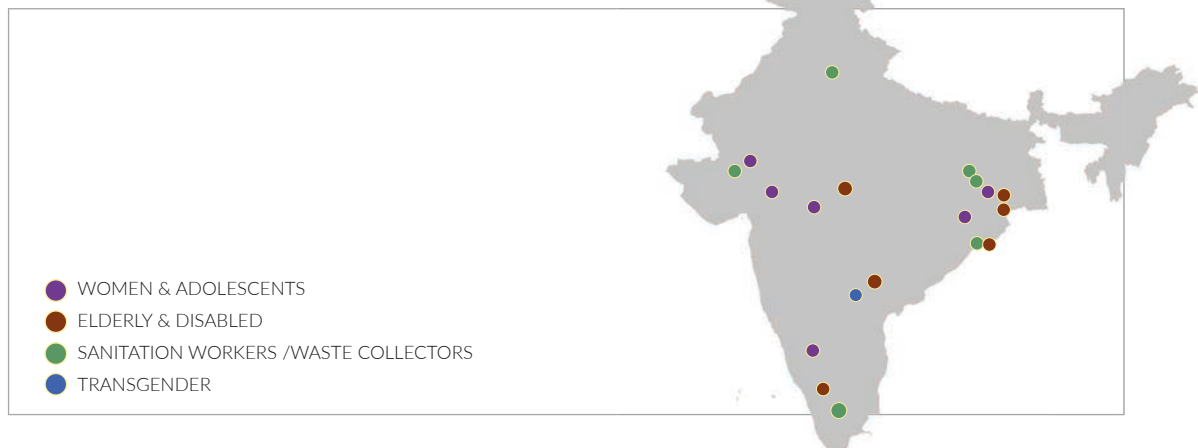 WOMEN & ADOLESCENTS
ELDERLY & DISABLED
SANITATION WORKERS /WASTE COLLECTORS
TRANSGENDER